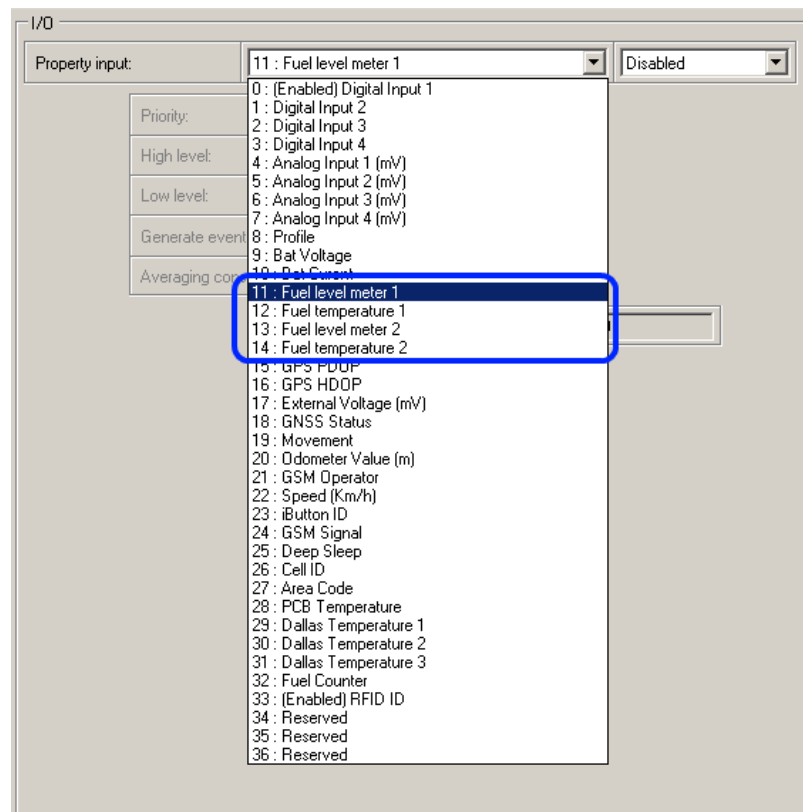 I/O
Property input:
11 : Fuel level meter 1
Disabled
Priority:
High level:
Low level:
Generate event
Averaging con
0 : (Enabled) Digital Input 1
1 : Digital Input 2
2 : Digital Input 3
3 : Digital Input 4
4 : Analog Input 1 (mV)
5 : Analog Input 2 (mV)
6 : Analog Input 3 (mV)
7 : Analog Input 4 (mV)
8 : Profile
9 : Bat Voltage
10 : Bat Curent
11 : Fuel level meter 1
12 : Fuel temperature 1
13 : Fuel level meter 2
14 : Fuel temperature 2
15 : GPS PDOP
16 : GPS HDOP
17 : External Voltage (mV)
18 : GNSS Status
19 : Movement
20 : Odometer Value (m)
21 : GSM Operator
22 : Speed (Km/h)
23 : iButton ID
24 : GSM Signal
25 : Deep Sleep
26 : Cell ID
27 : Area Code
28 : PCB Temperature
29 : Dallas Temperature 1
30 : Dallas Temperature 2
31 : Dallas Temperature 3
32 : Fuel Counter
33 : (Enabled) RFID ID
34 : Reserved
35 : Reserved
36 : Reserved